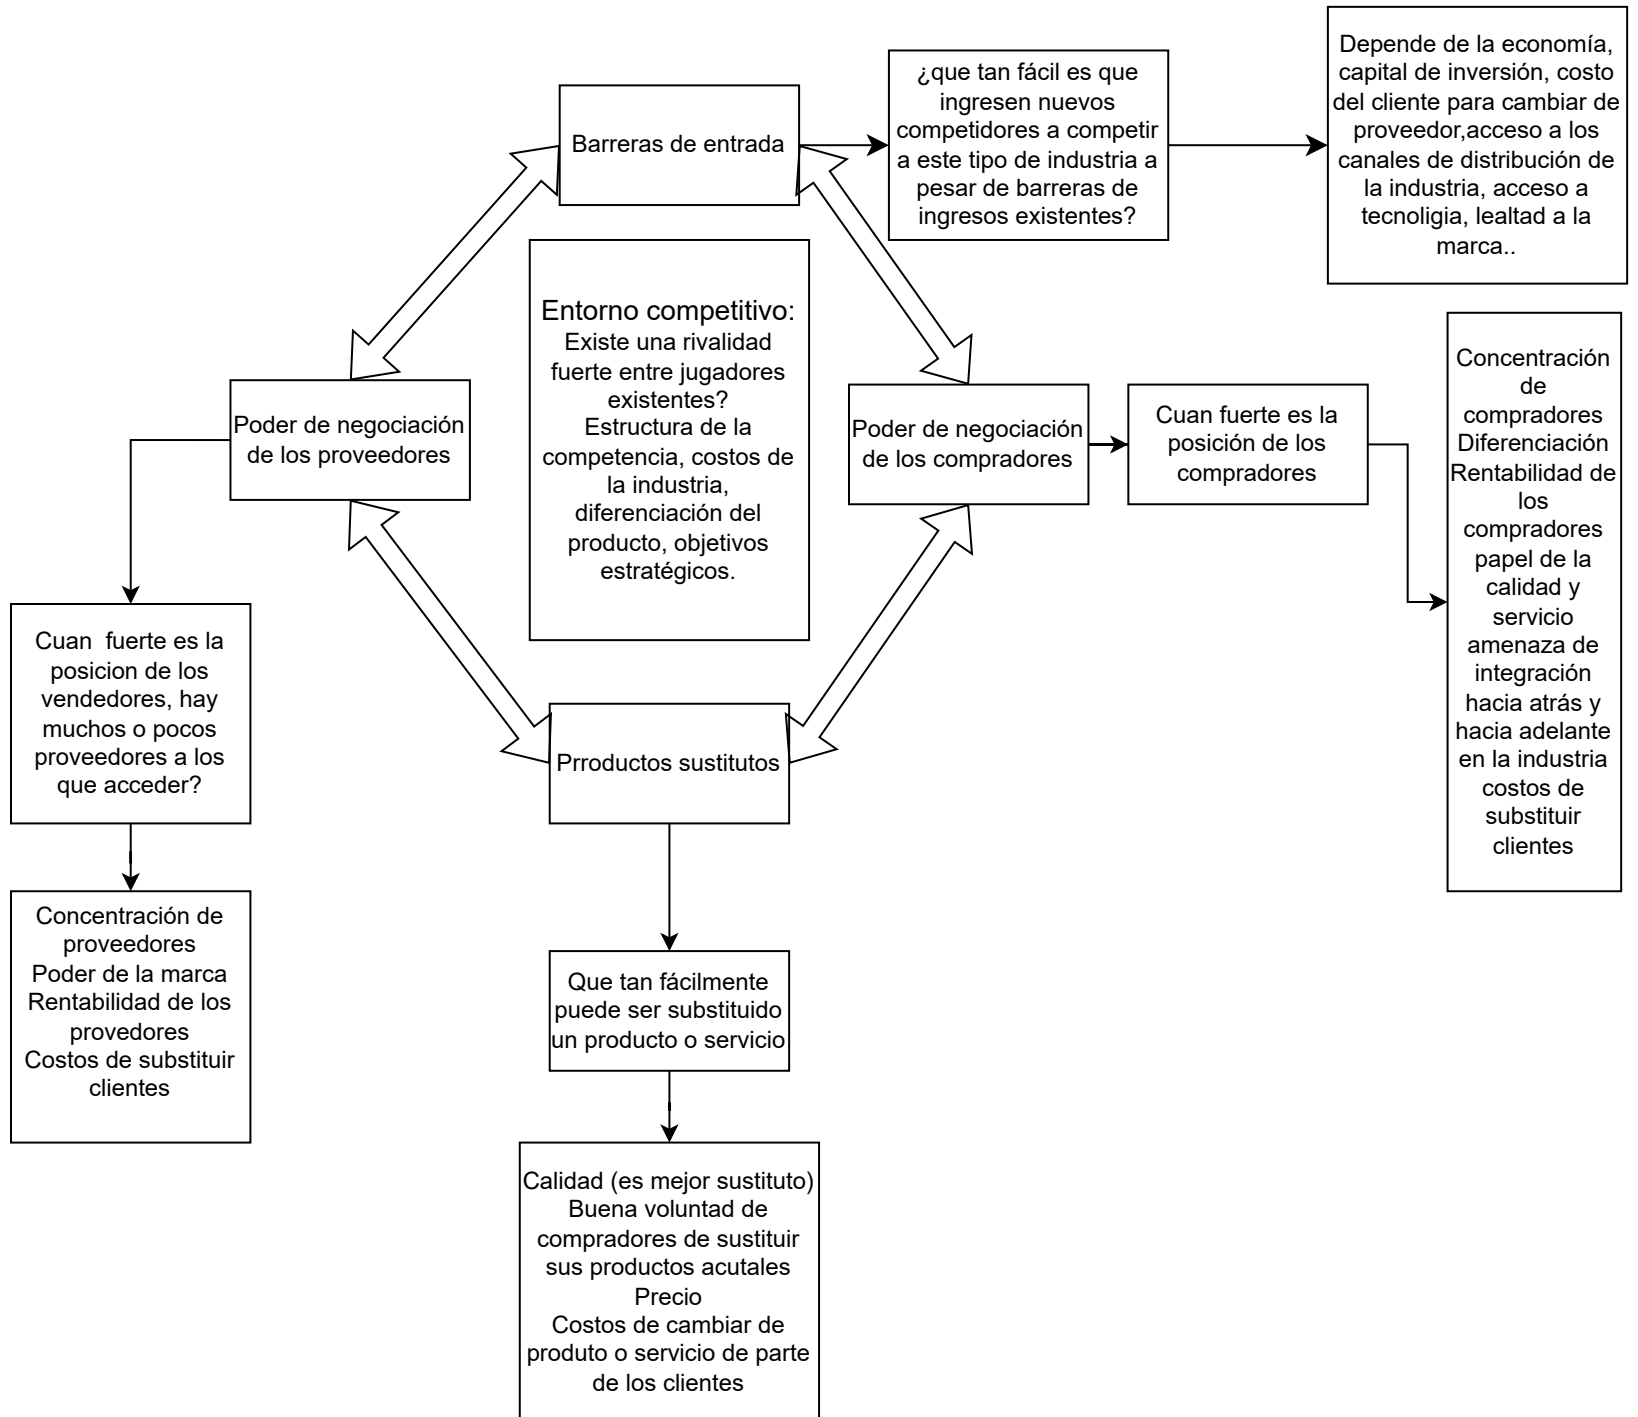 Barreras de entrada
¿que tan fácil es que
ingresen nuevos
competidores a competir
a este tipo de industria a
pesar de barreras de
ingresos existentes?
Depende de la economía,
capital de inversión, costo
del cliente para cambiar de
proveedor,acceso a los
canales de distribución de
la industria, acceso a
tecnoligia, lealtad a la
marca..
Entorno competitivo:
Existe una rivalidad
fuerte entre jugadores
existentes?
Estructura de la
competencia, costos de
la industria,
diferenciación del
producto, objetivos
estratégicos.
Poder de negociación
de los proveedores
Poder de negociación
de los compradores
Cuan fuerte es la
posición de los
compradores
Concentración
de
compradores
Diferenciación
Rentabilidad de
los
compradores
papel de la
calidad y
servicio
amenaza de
integración
hacia atrás y
hacia adelante
en la industria
costos de
substituir
clientes
Cuan  fuerte es la
posicion de los
vendedores, hay
muchos o pocos
proveedores a los
que acceder?
Concentración de
proveedores
Poder de la marca
Rentabilidad de los
provedores
Costos de substituir
clientes
Prroductos sustitutos
Que tan fácilmente
puede ser substituido
un producto o servicio
Calidad (es mejor sustituto)
Buena voluntad de
compradores de sustituir
sus productos acutales
Precio
Costos de cambiar de
produto o servicio de parte
de los clientes